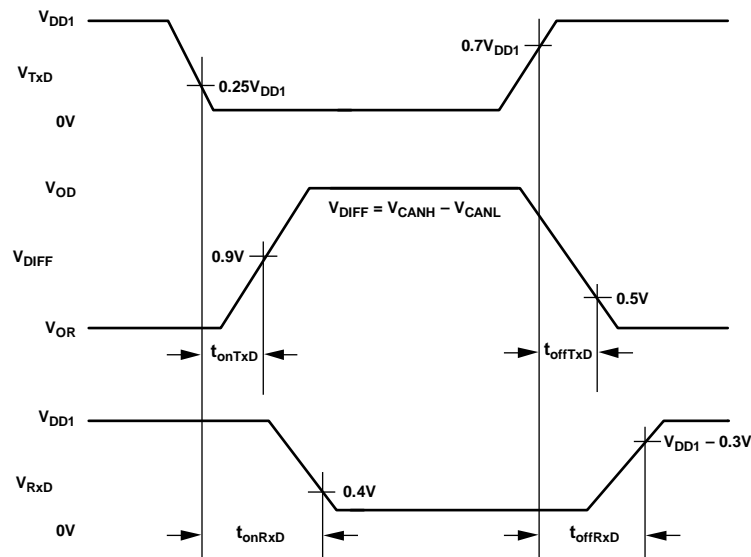 V_DD1
0.7V_DD1
V_TxD
0.25V_DD1
0V
V_OD
V_DIFF = V_CANH – V_CANL
V_DIFF
0.9V
0.5V
V_OR
t_onTxD
t_offTxD
V_DD1
V_DD1 – 0.3V
V_RxD
0.4V
0V
t_onRxD
t_offRxD